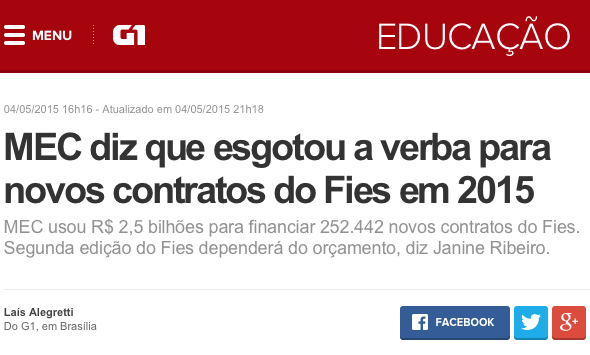 MENU
G1
EDUCAÇÃO
04/05/2015 16h16 - Atualizado em 04/05/2015 21h18
MEC diz que esgotou a verba para
novos contratos do Fies em 2015
MEC usou R$ 2,5 bilhões para financiar 252.442 novos contratos do Fies.
Segunda edição do Fies dependerá do orçamento, diz Janine Ribeiro.
Laís Alegretti
Do G1, em Brasília
FACEBOOK
g+